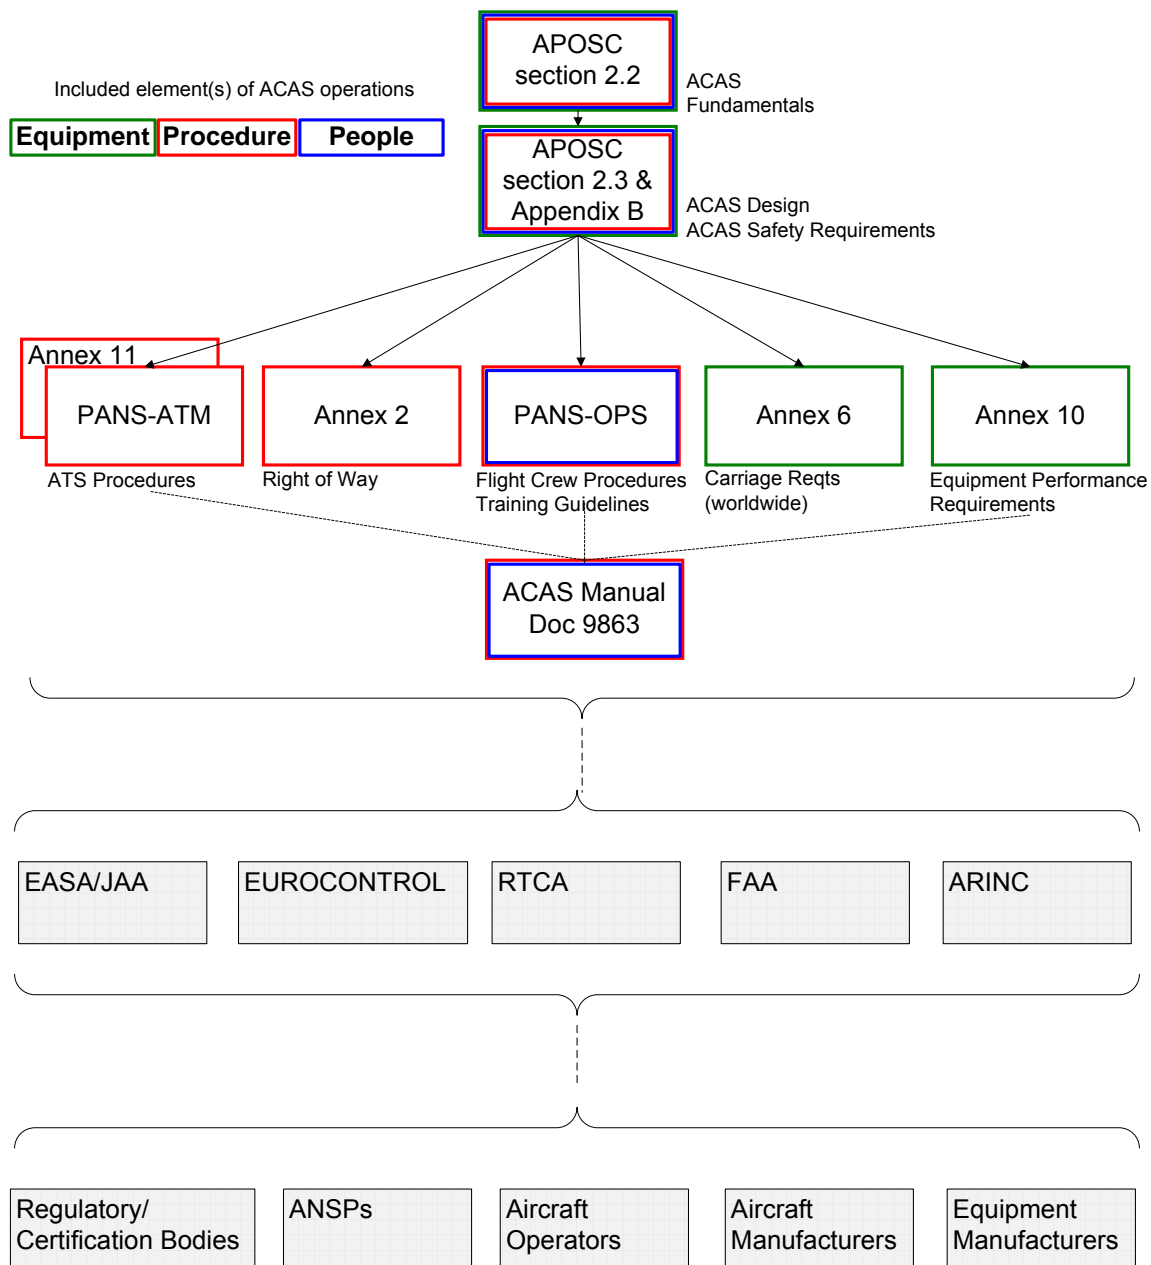 APOSC
section 2.2
ACAS
Fundamentals
Included element(s) of ACAS operations
Equipment Procedure People
APOSC
section 2.3 &
Appendix B
ACAS Design
ACAS Safety Requirements
Annex 11
PANS-ATM
Annex 2
PANS-OPS
Annex 6
Annex 10
ATS Procedures
Right of Way
Flight Crew Procedures
Training Guidelines
Carriage Reqts
(worldwide)
Equipment Performance
Requirements
ACAS Manual
Doc 9863
EASA/JAA
EUROCONTROL
RTCA
FAA
ARINC
Regulatory/
Certification Bodies
ANSPs
Aircraft
Operators
Aircraft
Manufacturers
Equipment
Manufacturers